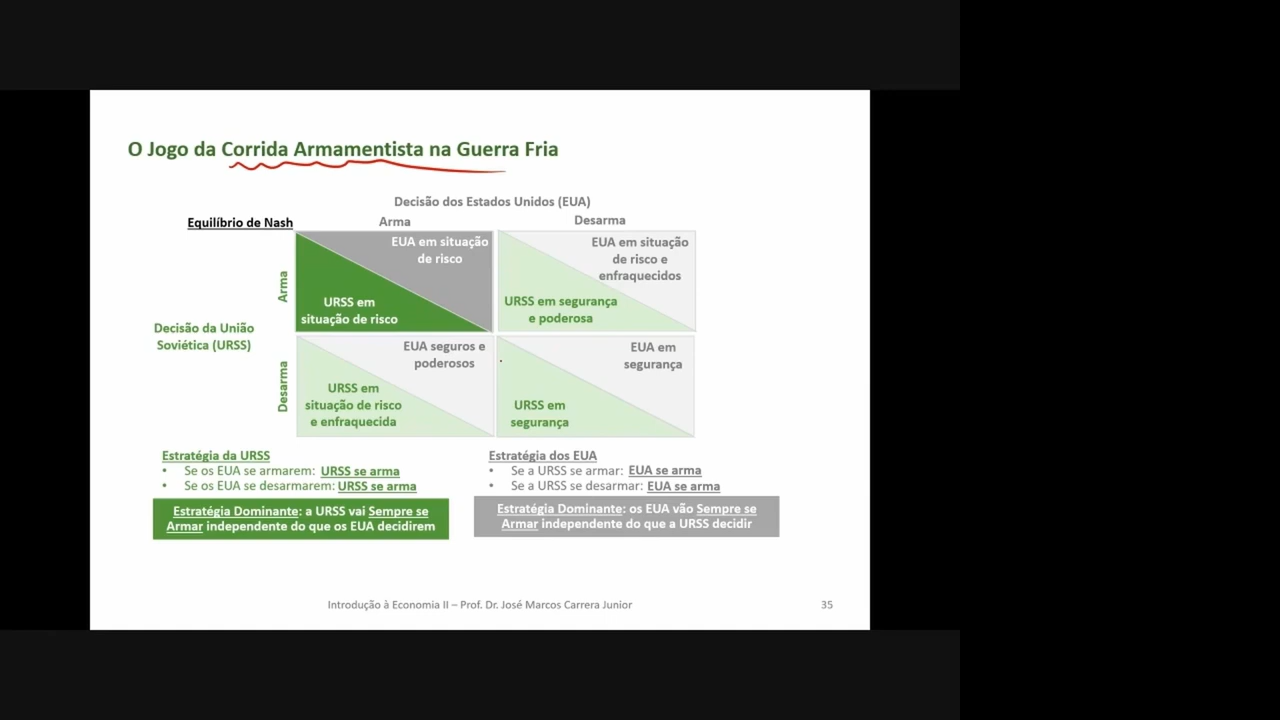 O Jogo da Corrida Armamentista na Guerra Fria
Decisão dos Estados Unidos (EUA)
Equilíbrio de Nash
Arma
Desarma
Decisão da União
Soviética (URSS)
Arma
EUA em situação
de risco
URSS em
situação de risco
EUA em situação
de risco e
enfraquecidos
URSS em segurança
e poderosa
Desarma
EUA seguros e
poderosos
URSS em
situação de risco
e enfraquecida
EUA em
segurança
URSS em
segurança
Estratégia da URSS
• Se os EUA se armarem: URSS se arma
• Se os EUA se desarmarem: URSS se arma
Estratégia Dominante: a URSS vai Sempre se
Armar independente do que os EUA decidirem
Estratégia dos EUA
• Se a URSS se armar: EUA se arma
• Se a URSS se desarmar: EUA se arma
Estratégia Dominante: os EUA vão Sempre se
Armar independente do que a URSS decidir
Introdução à Economia II – Prof. Dr. José Marcos Carrera Junior
35